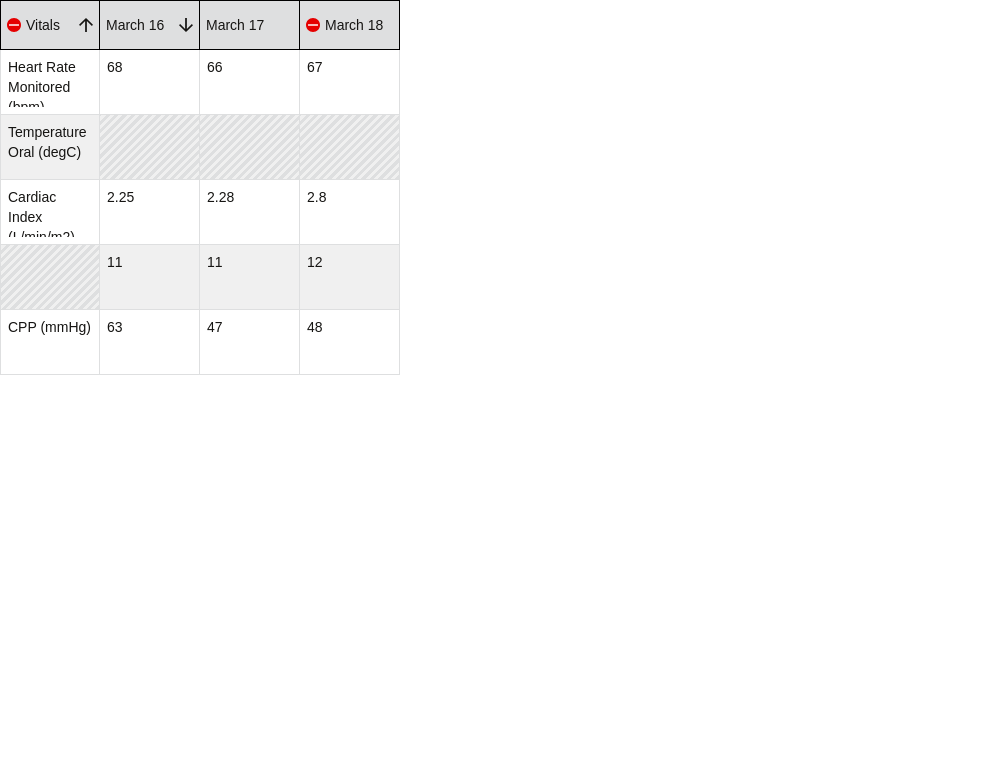 Vitals March 16 March 17 March 18
Heart Rate 68 66 67
Monitored
(bpm)
Temperature
Oral (degC)
Cardiac 2.25 2.28 2.8
Index
(L/min/m2)
11 11 12
CPP (mmHg) 63 47 48